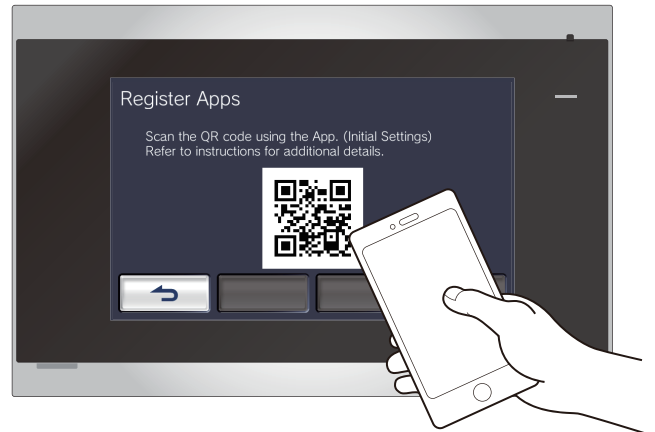 Register Apps
Scan the QR code using the App. (Initial Settings)
Refer to instructions for additional details.